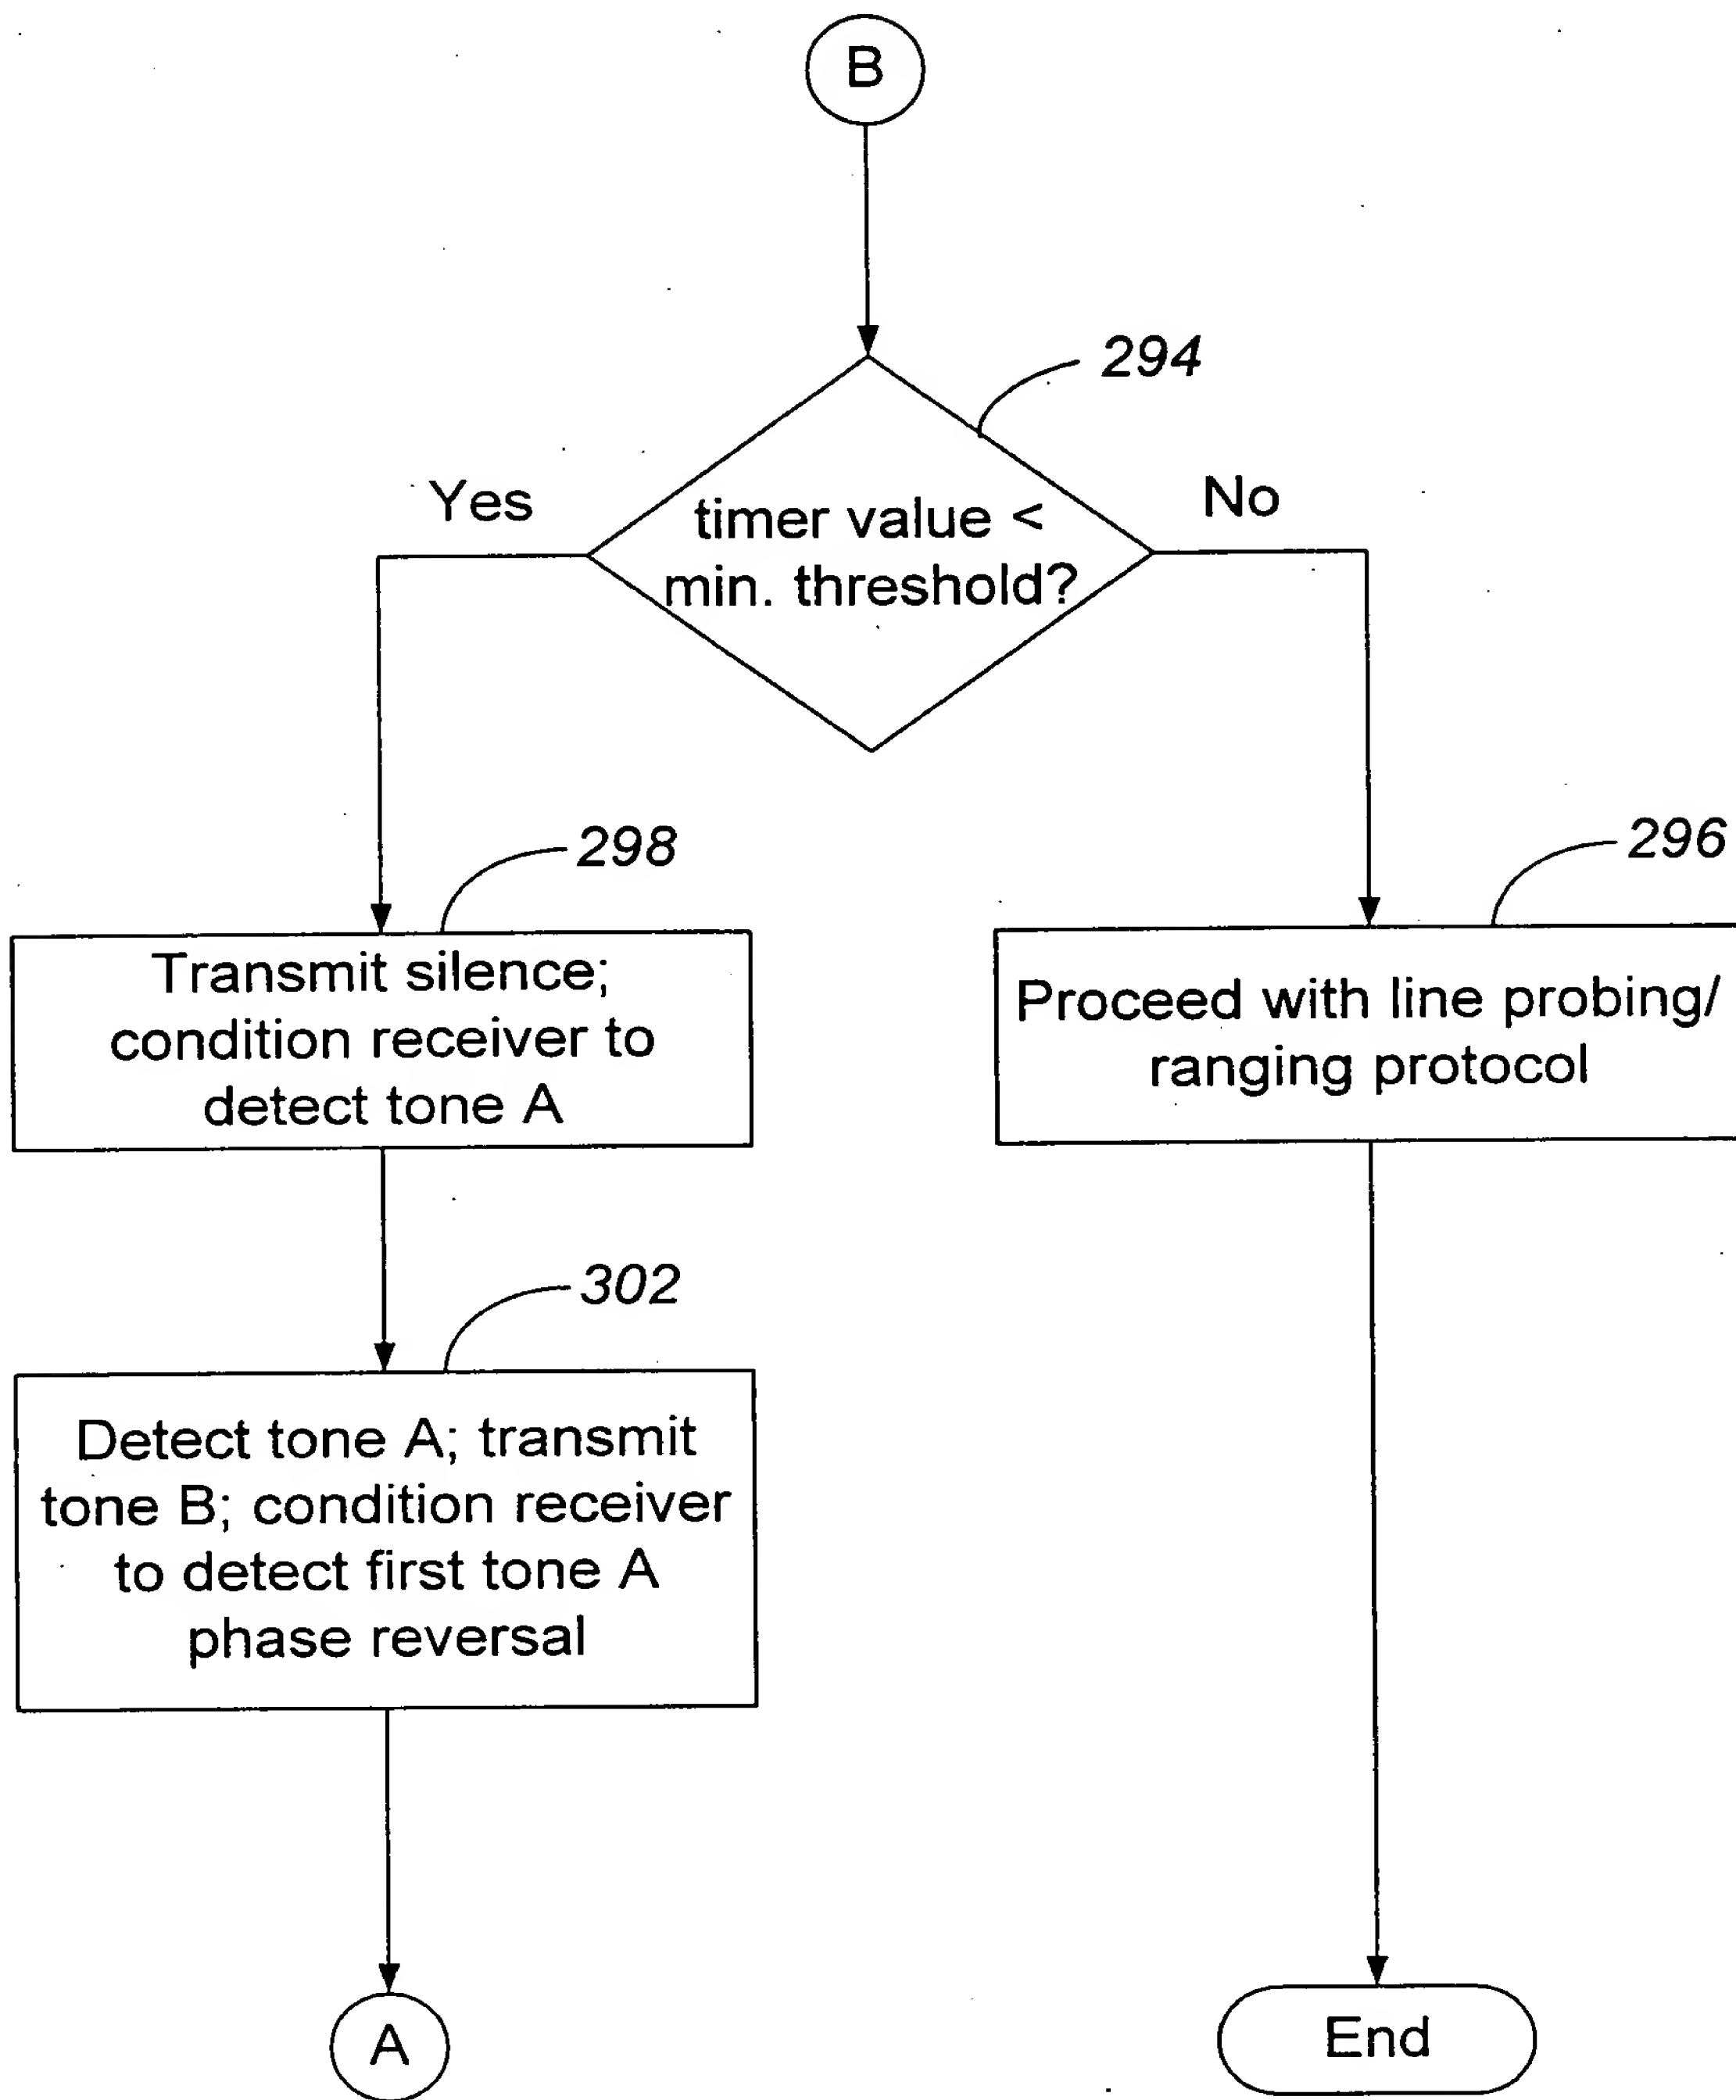 B
294
Yes
timer value <
min. threshold?
No
298
296
Transmit silence;
condition receiver to
detect tone A
Proceed with line probing/
ranging protocol
302
Detect tone A; transmit
tone B; condition receiver
to detect first tone A
phase reversal
A
End